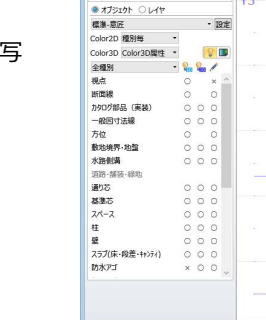 写
オブジェクト レイヤ
標準-意匠 設定
Color2D 種別毎
Color3D Color3D属性
全種別
視点 ○ ×
断面線 ○ ○
カタログ部品(実装) ○ ○ ○
一般図寸法線 ○ ○ ○
方位 ○ ○
敷地境界・地盤 ○ ○ ○
水路側溝 ○ ○ ○
道路・舗装・緑地
通り芯 ○ ○ ○
基準芯 ○ ○ ○
スペース ○ ○ ○
柱 ○ ○ ○
壁 ○ ○ ○
スラブ(床・段差・キャンティ) ○ ○ ○
防水アゴ × ○ ○